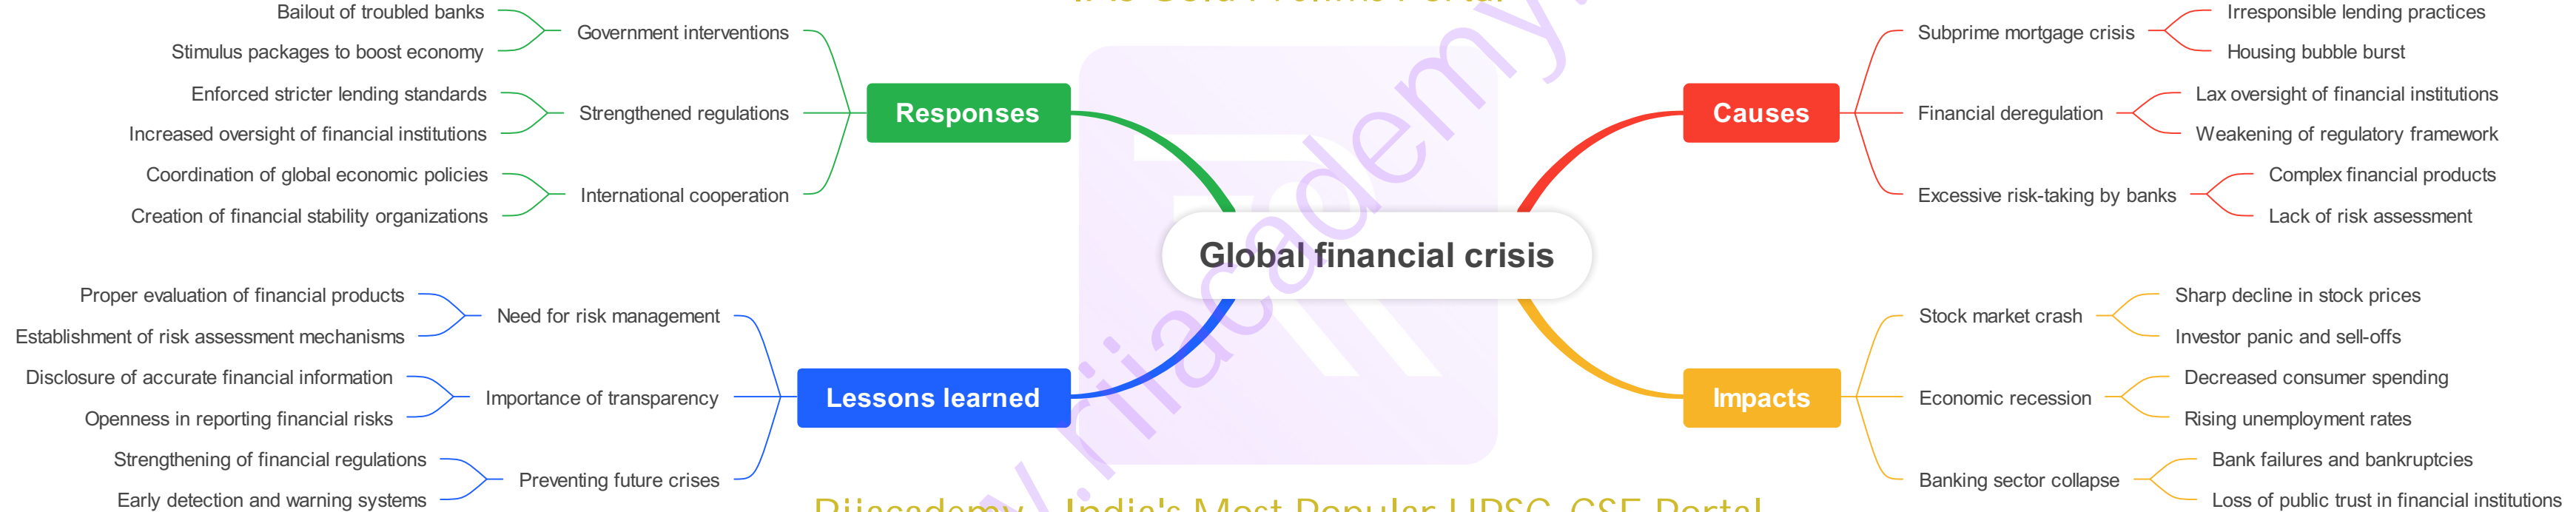 Global financial crisis
Causes
Subprime mortgage crisis
Irresponsible lending practices
Housing bubble burst
Financial deregulation
Lax oversight of financial institutions
Weakening of regulatory framework
Excessive risk-taking by banks
Complex financial products
Lack of risk assessment
Impacts
Stock market crash
Sharp decline in stock prices
Investor panic and sell-offs
Economic recession
Decreased consumer spending
Rising unemployment rates
Banking sector collapse
Bank failures and bankruptcies
Loss of public trust in financial institutions
Responses
Government interventions
Bailout of troubled banks
Stimulus packages to boost economy
Strengthened regulations
Enforced stricter lending standards
Increased oversight of financial institutions
International cooperation
Coordination of global economic policies
Creation of financial stability organizations
Lessons learned
Need for risk management
Proper evaluation of financial products
Establishment of risk assessment mechanisms
Importance of transparency
Disclosure of accurate financial information
Openness in reporting financial risks
Preventing future crises
Strengthening of financial regulations
Early detection and warning systems
India's Most Popular UPSC CSE Portal